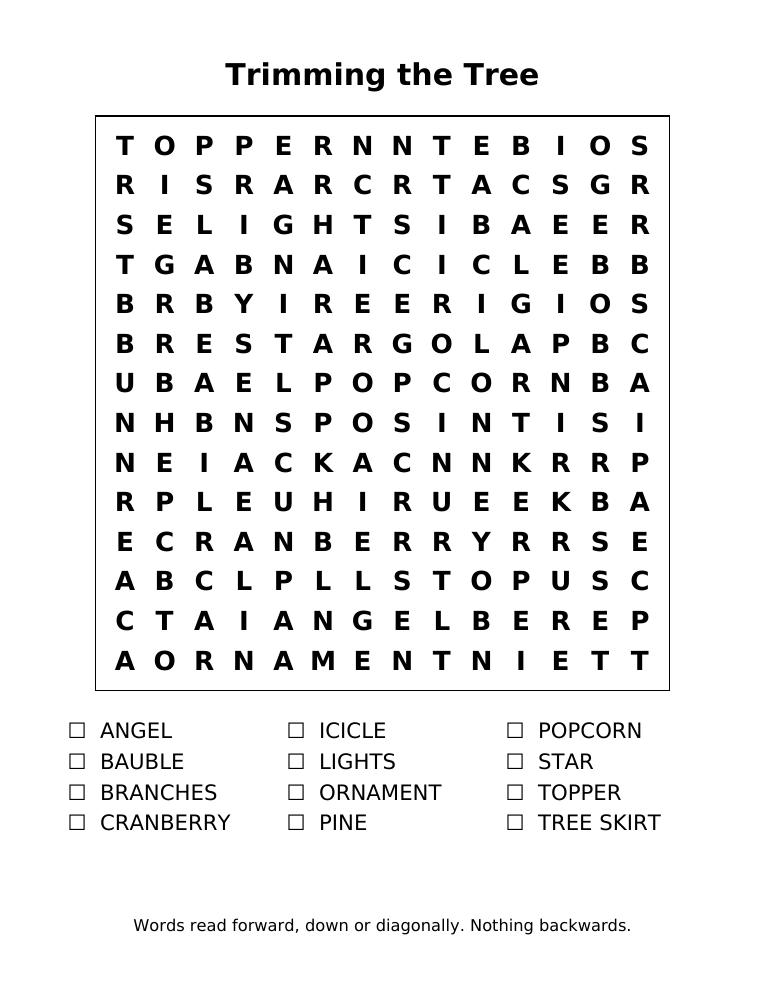 Trimming the Tree
T O P P E R N N T E B I O S
R I S R A R C R T A C S G R
S E L I G H T S I B A E E R
T G A B N A I C I C L E B B
B R B Y I R E E R I G I O S
B R E S T A R G O L A P B C
U B A E L P O P C O R N B A
N H B N S P O S I N T I S I
N E I A C K A C N N K R R P
R P L E U H I R U E E K B A
E C R A N B E R R Y R R S E
A B C L P L L S T O P U S C
C T A I A N G E L B E R E P
A O R N A M E N T N I E T T
☐ ANGEL ☐ ICICLE ☐ POPCORN
☐ BAUBLE ☐ LIGHTS ☐ STAR
☐ BRANCHES ☐ ORNAMENT ☐ TOPPER
☐ CRANBERRY ☐ PINE ☐ TREE SKIRT
Words read forward, down or diagonally. Nothing backwards.